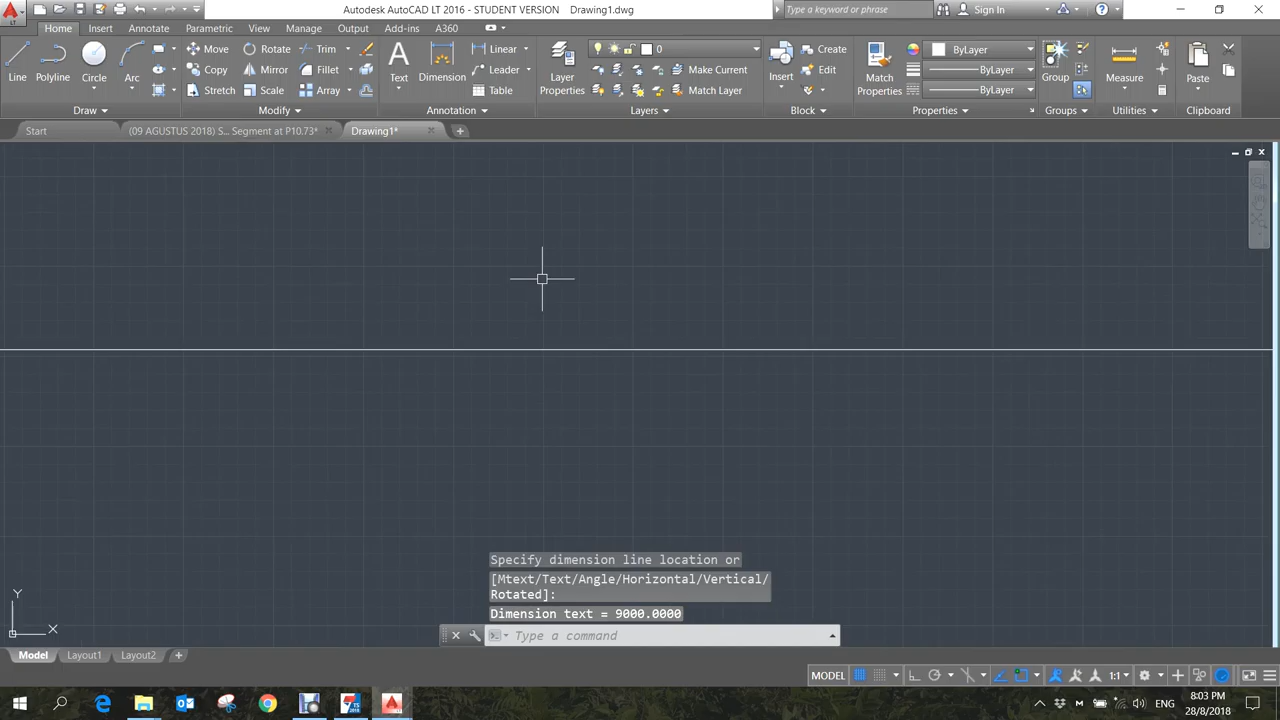 LT
Autodesk AutoCAD LT 2016 - STUDENT VERSION Drawing1.dwg
Type a keyword or phrase
Sign In
Home Insert Annotate Parametric View Manage Output Add-ins A360
Line
Polyline
Circle
Arc
Move
Rotate
Trim
Copy
Mirror
Fillet
Stretch
Scale
Array
Text
Dimension
Linear
Leader
Table
Layer
Properties
0
Make Current
Match Layer
Insert
Create
Edit
Match
Properties
ByLayer
ByLayer
ByLayer
Group
Measure
Paste
Draw Modify Annotation Layers Block Properties Groups Utilities Clipboard
Start (09 AGUSTUS 2018) S... Segment at P10.73* Drawing1*
Specify dimension line location or
[Mtext/Text/Angle/Horizontal/Vertical/
Rotated]:
Dimension text = 9000.0000
Type a command
Y
X
Model Layout1 Layout2
MODEL 1:1
ENG
8:03 PM
28/8/2018